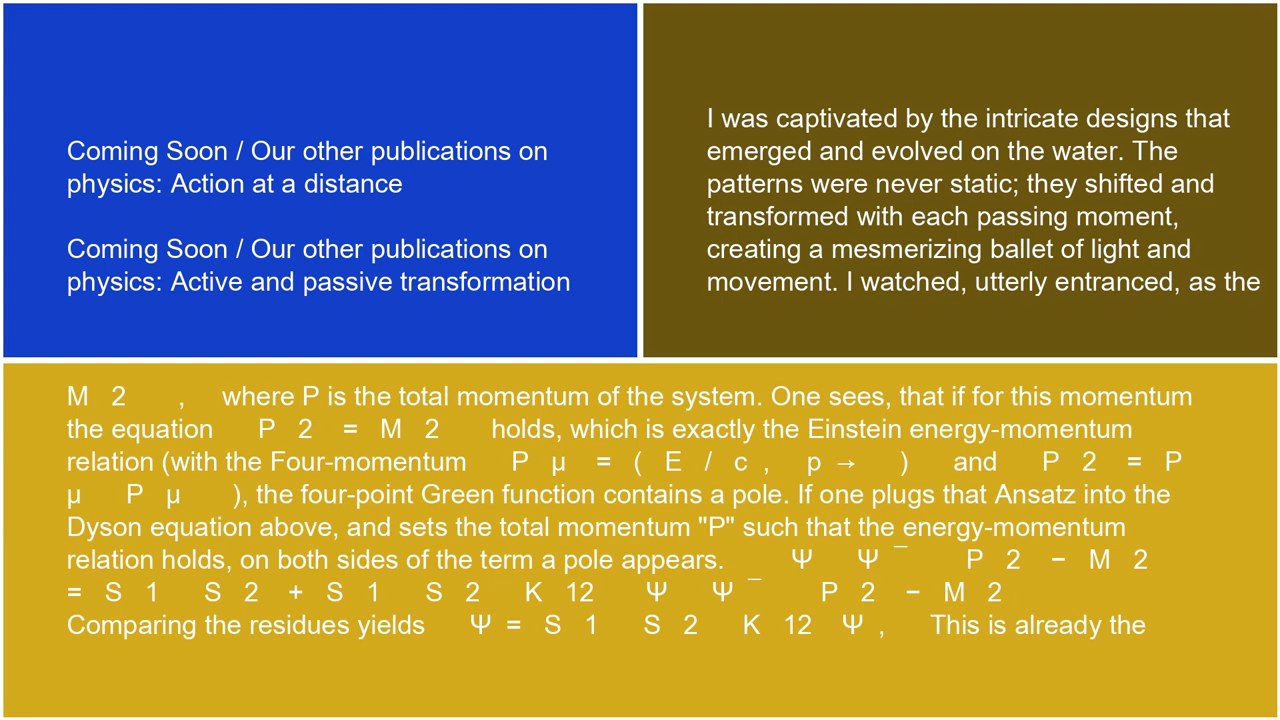 Coming Soon / Our other publications on
physics: Action at a distance
Coming Soon / Our other publications on
physics: Active and passive transformation
I was captivated by the intricate designs that
emerged and evolved on the water. The
patterns were never static; they shifted and
transformed with each passing moment,
creating a mesmerizing ballet of light and
movement. I watched, utterly entranced, as the
M 2 , where P is the total momentum of the system. One sees, that if for this momentum
the equation P 2 = M 2 holds, which is exactly the Einstein energy-momentum
relation (with the Four-momentum P μ = ( E / c , p → ) and P 2 = P
μ P μ ), the four-point Green function contains a pole. If one plugs that Ansatz into the
Dyson equation above, and sets the total momentum "P" such that the energy-momentum
relation holds, on both sides of the term a pole appears. Ψ Ψ ¯ P 2 − M 2
= S 1 S 2 + S 1 S 2 K 12 Ψ Ψ ¯ P 2 − M 2
Comparing the residues yields Ψ = S 1 S 2 K 12 Ψ , This is already the